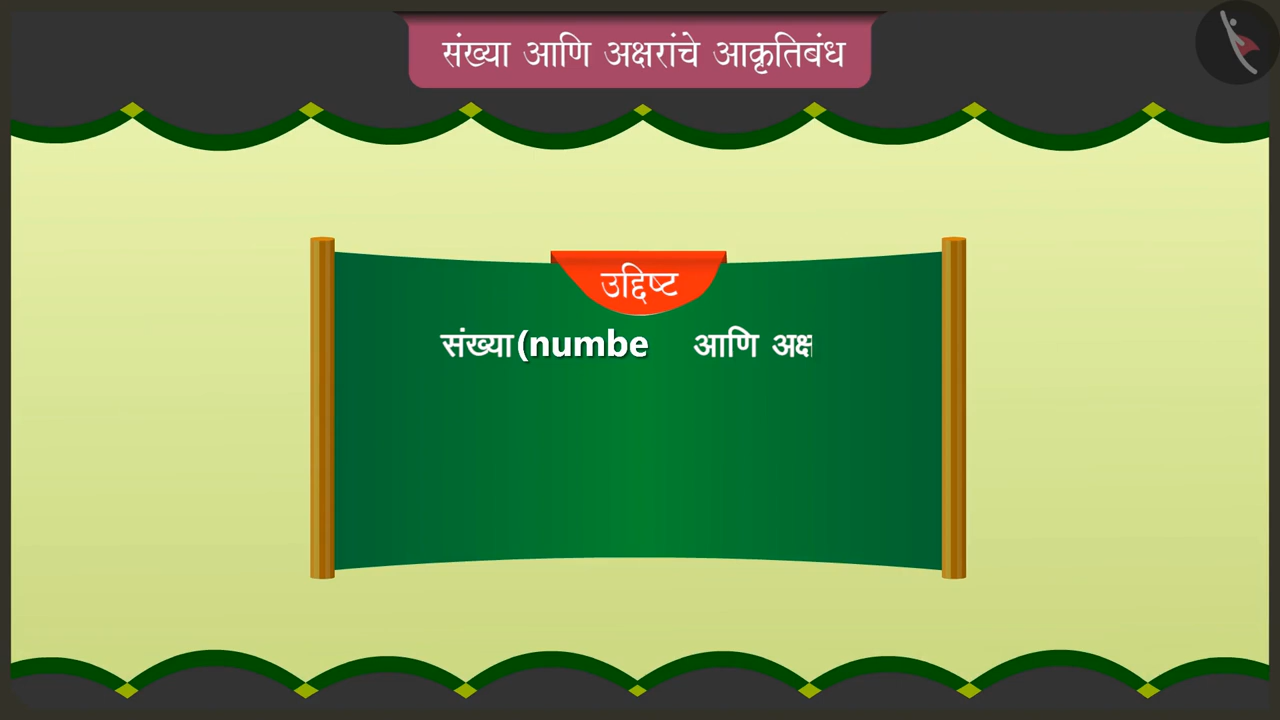 संख्या आणि अक्षरांचे आकृतिबंध
उद्दिष्ट
संख्या(numbe आणि अक्ष